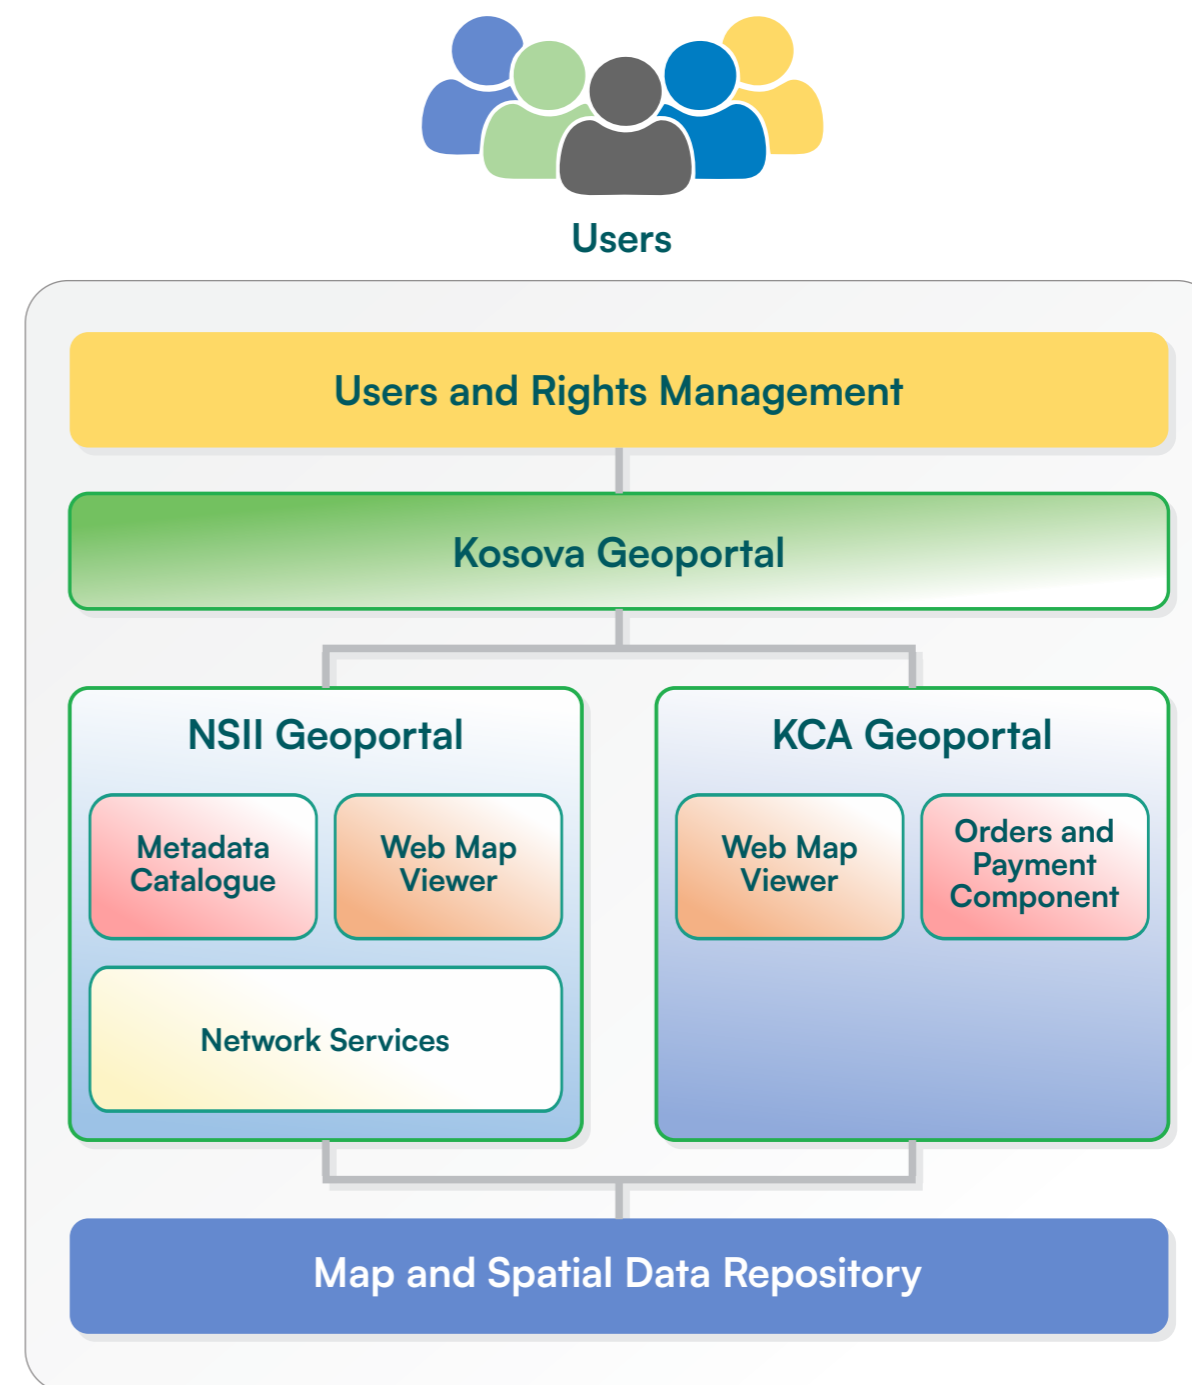 Users
Users and Rights Management
Kosova Geoportal
NSII Geoportal
Metadata
Catalogue
Web Map
Viewer
Network Services
KCA Geoportal
Web Map
Viewer
Orders and
Payment
Component
Map and Spatial Data Repository